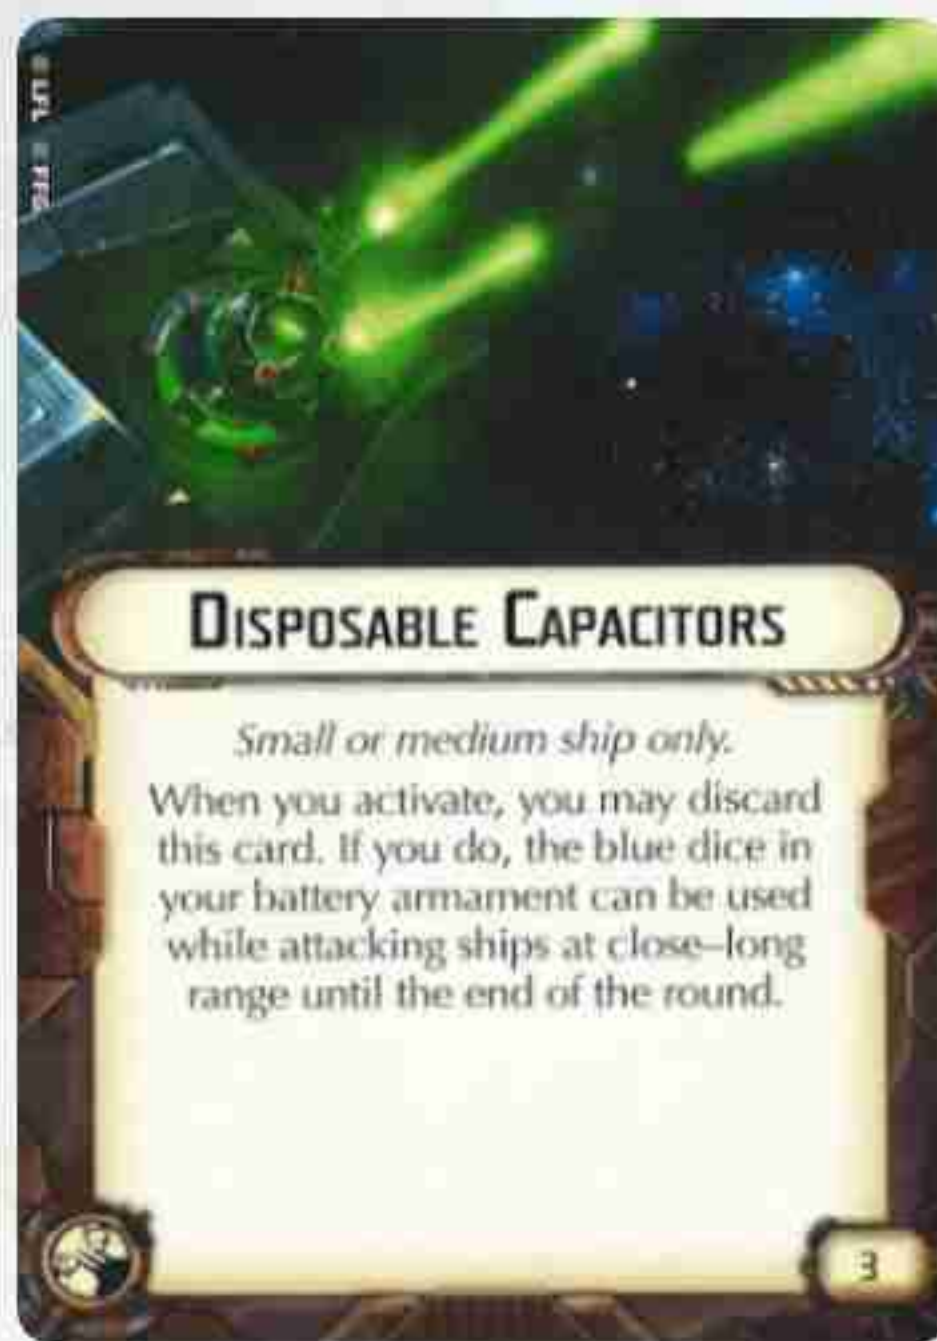 © LFL © FFG
DISPOSABLE CAPACITORS
Small or medium ship only.
When you activate, you may discard
this card. If you do, the blue dice in
your battery armament can be used
while attacking ships at close–long
range until the end of the round.
3